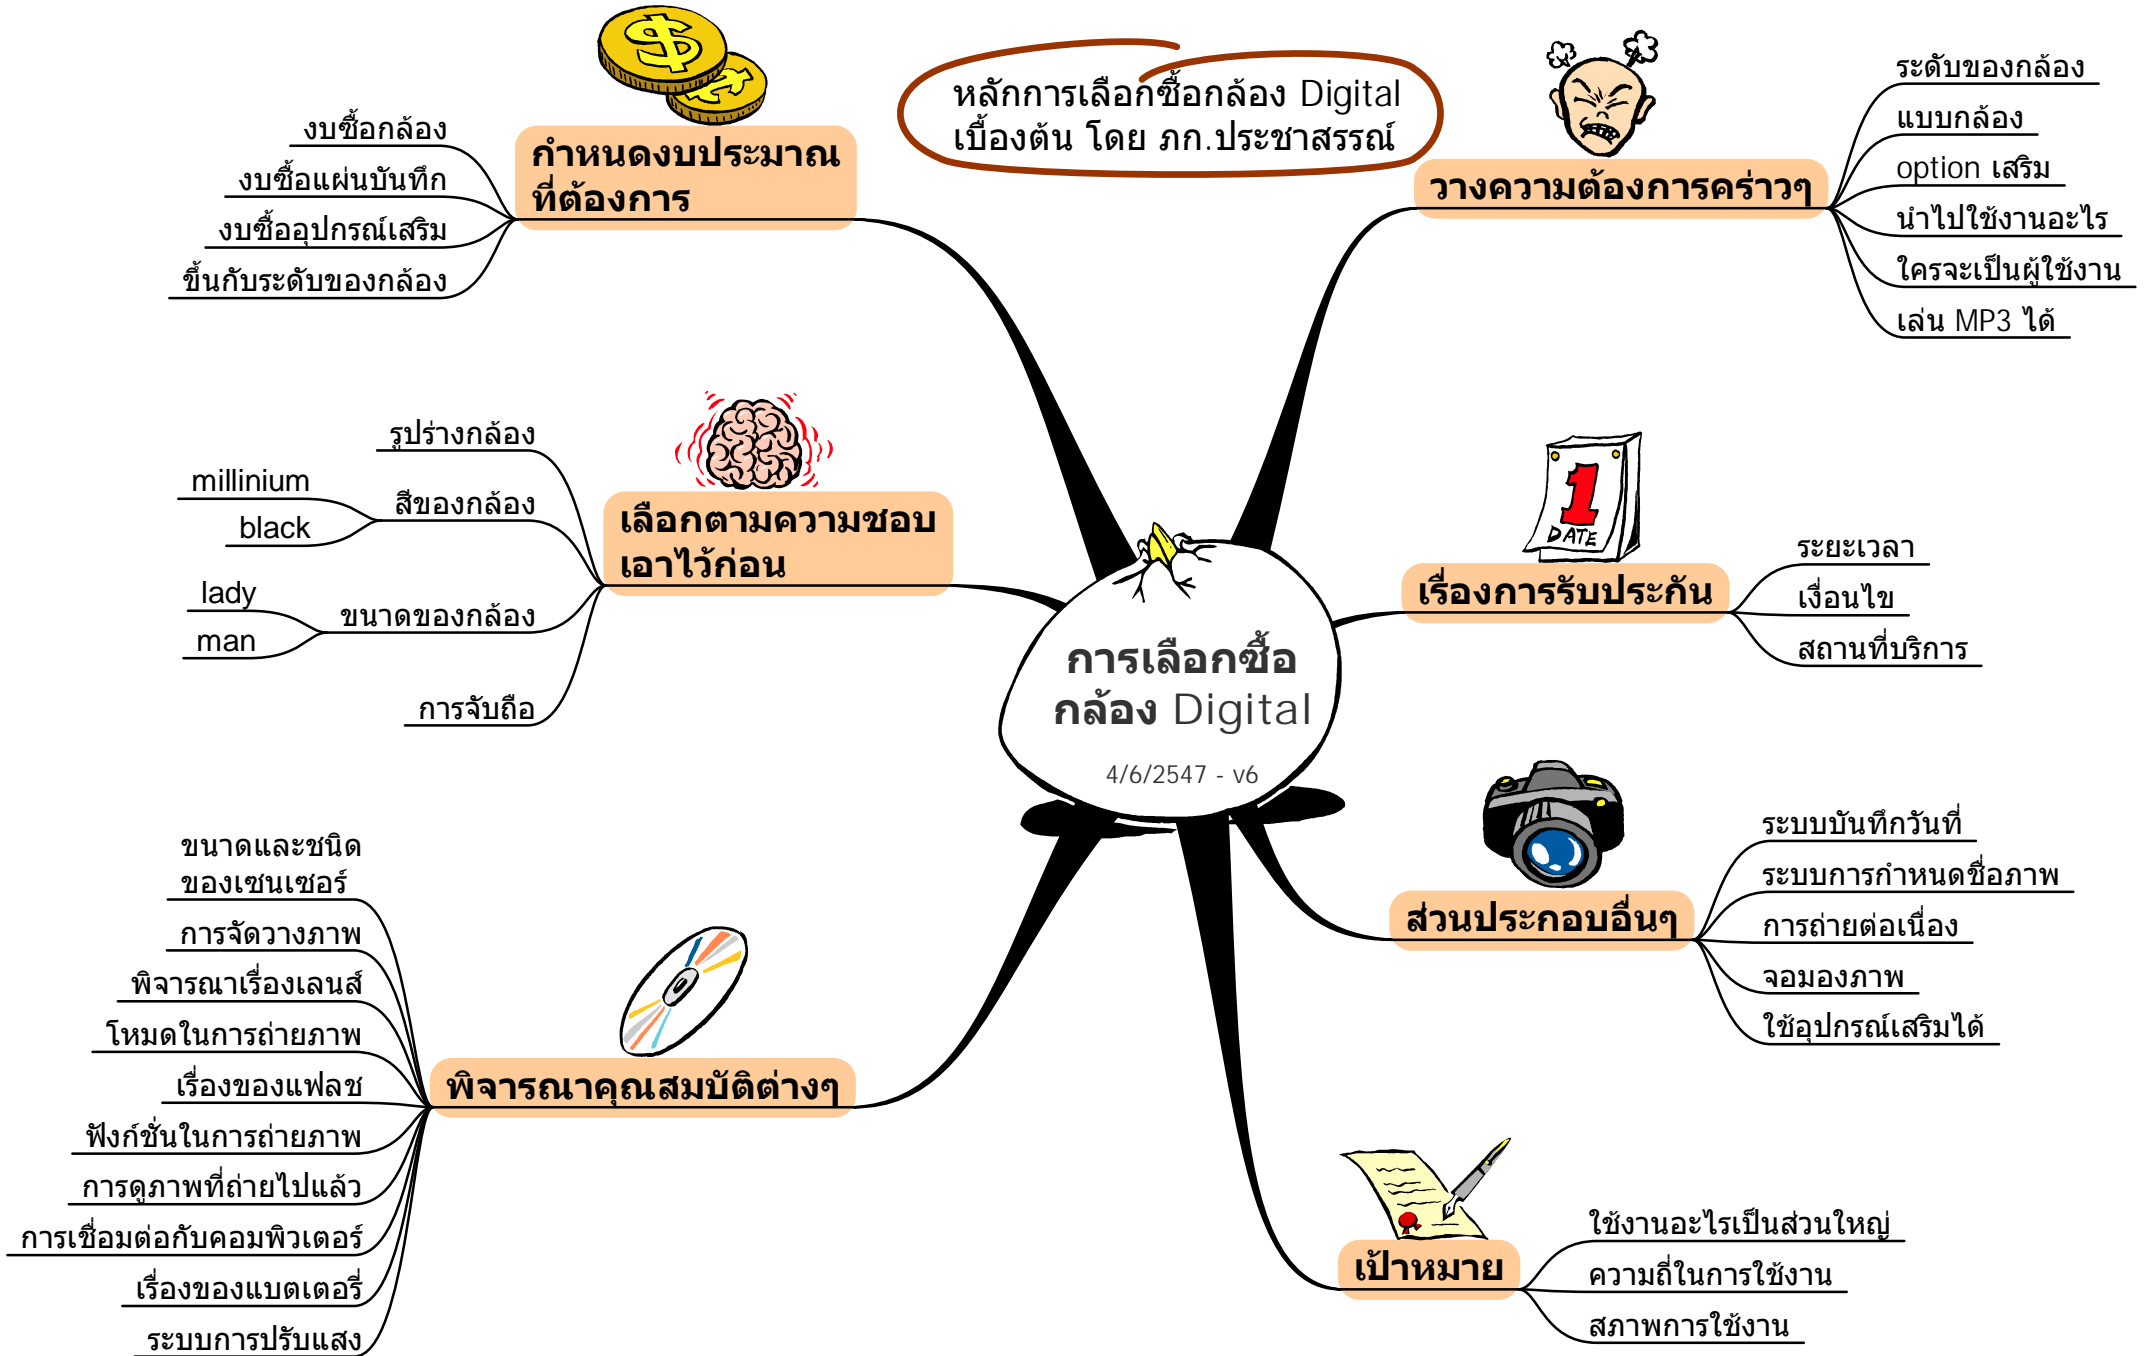 หลักการเลือกซื้อกล้อง Digital
เบื้องต้น โดย ภก.ประชาสรรณ์
การเลือกซื้อ
กล้อง Digital
4/6/2547 - v6
วางความต้องการคร่าวๆ
ระดับของกล้อง
แบบกล้อง
option เสริม
นำไปใช้งานอะไร
ใครจะเป็นผู้ใช้งาน
เล่น MP3 ได้
1
DATE
เรื่องการรับประกัน
ระยะเวลา
เงื่อนไข
สถานที่บริการ
ส่วนประกอบอื่นๆ
ระบบบันทึกวันที่
ระบบการกำหนดชื่อภาพ
การถ่ายต่อเนื่อง
จอมองภาพ
ใช้อุปกรณ์เสริมได้
เป้าหมาย
ใช้งานอะไรเป็นส่วนใหญ่
ความถี่ในการใช้งาน
สภาพการใช้งาน
กำหนดงบประมาณ
ที่ต้องการ
งบซื้อกล้อง
งบซื้อแผ่นบันทึก
งบซื้ออุปกรณ์เสริม
ขึ้นกับระดับของกล้อง
เลือกตามความชอบ
เอาไว้ก่อน
รูปร่างกล้อง
สีของกล้อง
millinium
black
ขนาดของกล้อง
lady
man
การจับถือ
พิจารณาคุณสมบัติต่างๆ
ขนาดและชนิด
ของเซนเซอร์
การจัดวางภาพ
พิจารณาเรื่องเลนส์
โหมดในการถ่ายภาพ
เรื่องของแฟลช
ฟังก์ชั่นในการถ่ายภาพ
การดูภาพที่ถ่ายไปแล้ว
การเชื่อมต่อกับคอมพิวเตอร์
เรื่องของแบตเตอรี่
ระบบการปรับแสง